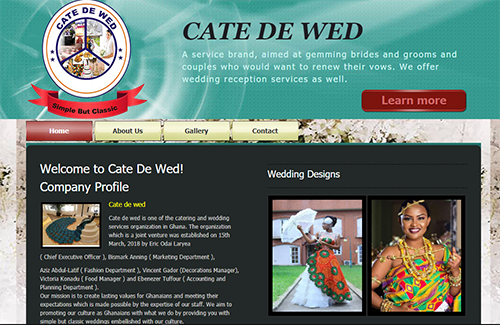 CATE DE WED
Simple But Classic
CATE DE WED
A service brand, aimed at gemming brides and grooms and
couples who would want to renew their vows. We offer
wedding reception services as well.
Learn more
Home
About Us
Gallery
Contact
Welcome to Cate De Wed!
Company Profile
Cate de wed
Cate de wed is one of the catering and wedding
services organization in Ghana. The organization
which is a joint venture was established on 15th
March, 2018 by Eric Odai Laryea
( Chief Executive Officer ), Bismark Anning ( Marketing Department ),
Aziz Abdul-Latif ( Fashion Department ), Vincent Gador (Decorations Manager),
Victoria Konadu ( Food Manager ) and Ebenezer Tuffour ( Accounting and
Planning Department ).
Our mission is to create lasting values for Ghanaians and meeting their
expectations which is made possible by the expertise of our staff. We aim to
promoting our culture as Ghanaians with what we do by providing you with
simple but classic weddings embellished with our culture.
Wedding Designs